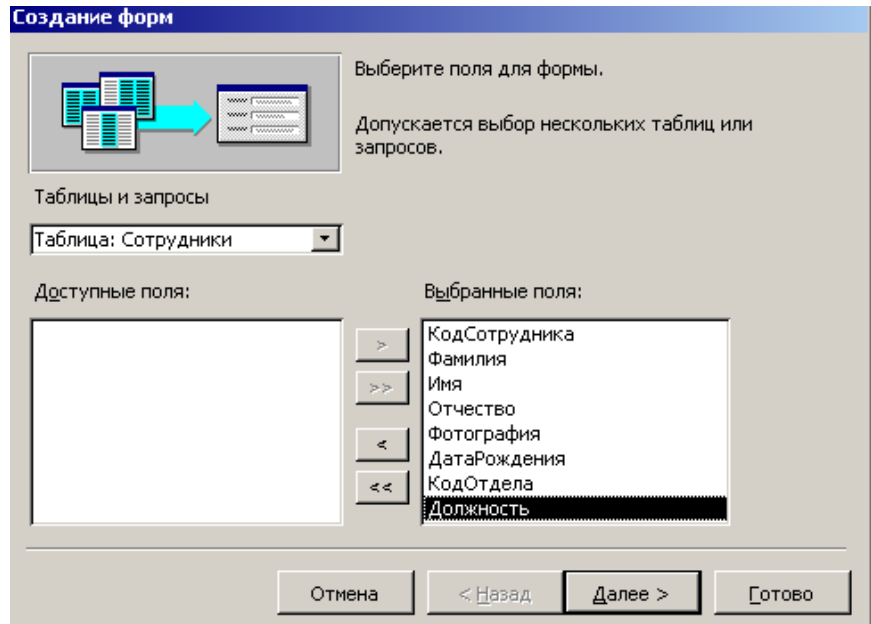 Создание форм
Выберите поля для формы.
Допускается выбор нескольких таблиц или
запросов.
Таблицы и запросы
Таблица: Сотрудники
Доступные поля:
Выбранные поля:
КодСотрудника
>
Фамилия
>>
Имя
Отчество
<
Фотография
ДатаРождения
<<
КодОтдела
Должность
Отмена
< Назад
Далее >
Готово